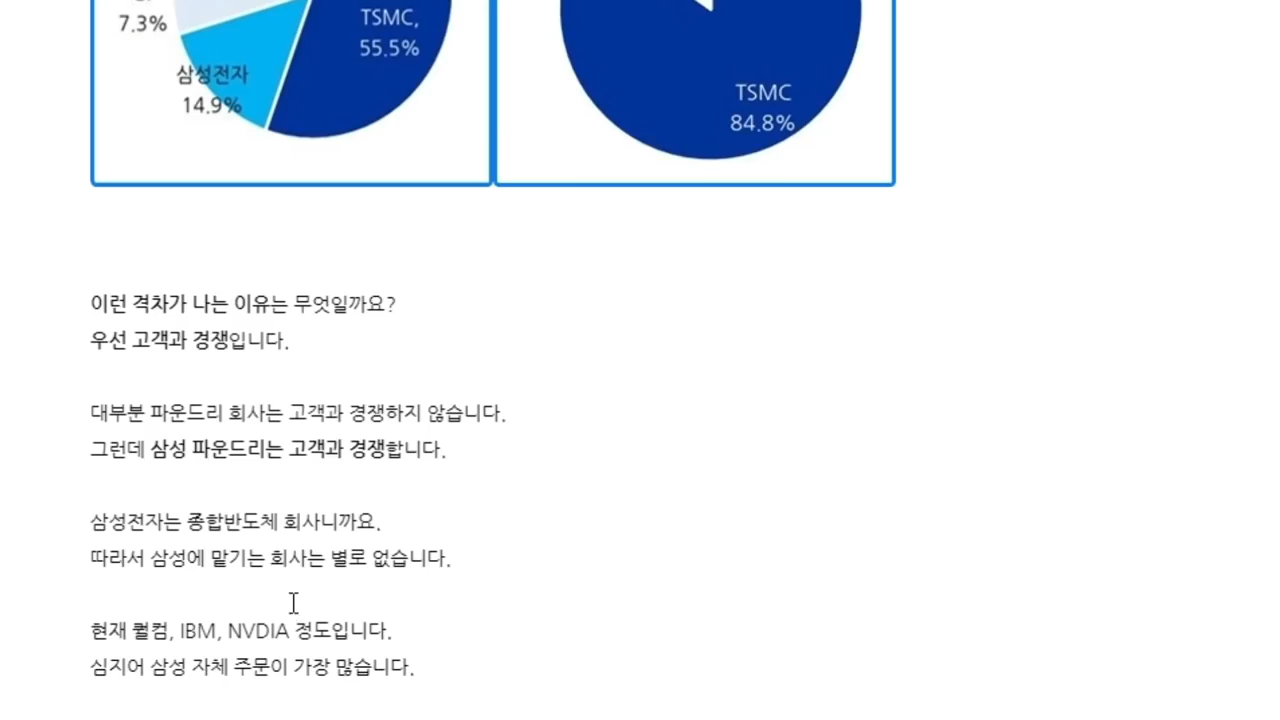 7.3%
TSMC,
55.5%
삼성전자
14.9%
TSMC
84.8%
이런 격차가 나는 이유는 무엇일까요?
우선 고객과 경쟁입니다.
대부분 파운드리 회사는 고객과 경쟁하지 않습니다.
그런데 삼성 파운드리는 고객과 경쟁합니다.
삼성전자는 종합반도체 회사니까요.
따라서 삼성에 맡기는 회사는 별로 없습니다.
현재 퀄컴, IBM, NVDIA 정도입니다.
심지어 삼성 자체 주문이 가장 많습니다.